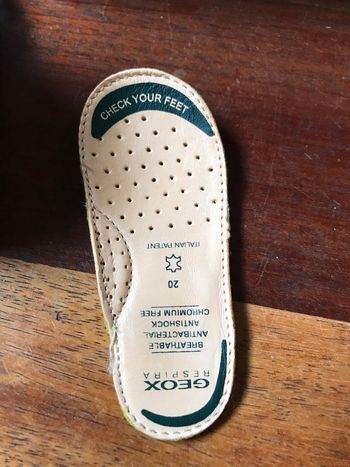 CHECK YOUR FEET
GEOX
RESPIRA
BREATHABLE
ANTIBACTERIAL
ANTISHOCK
CHROMIUM FREE
20
ITALIAN PATENT